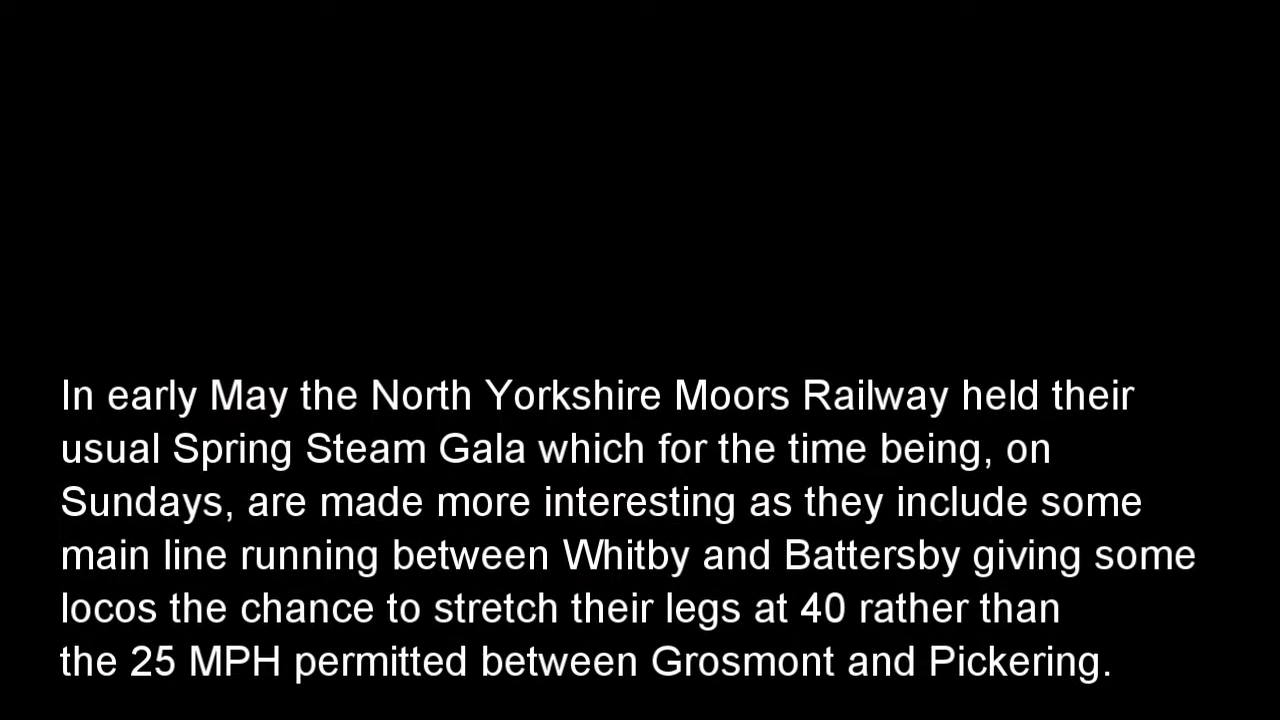 In early May the North Yorkshire Moors Railway held their
usual Spring Steam Gala which for the time being, on
Sundays, are made more interesting as they include some
main line running between Whitby and Battersby giving some
locos the chance to stretch their legs at 40 rather than
the 25 MPH permitted between Grosmont and Pickering.